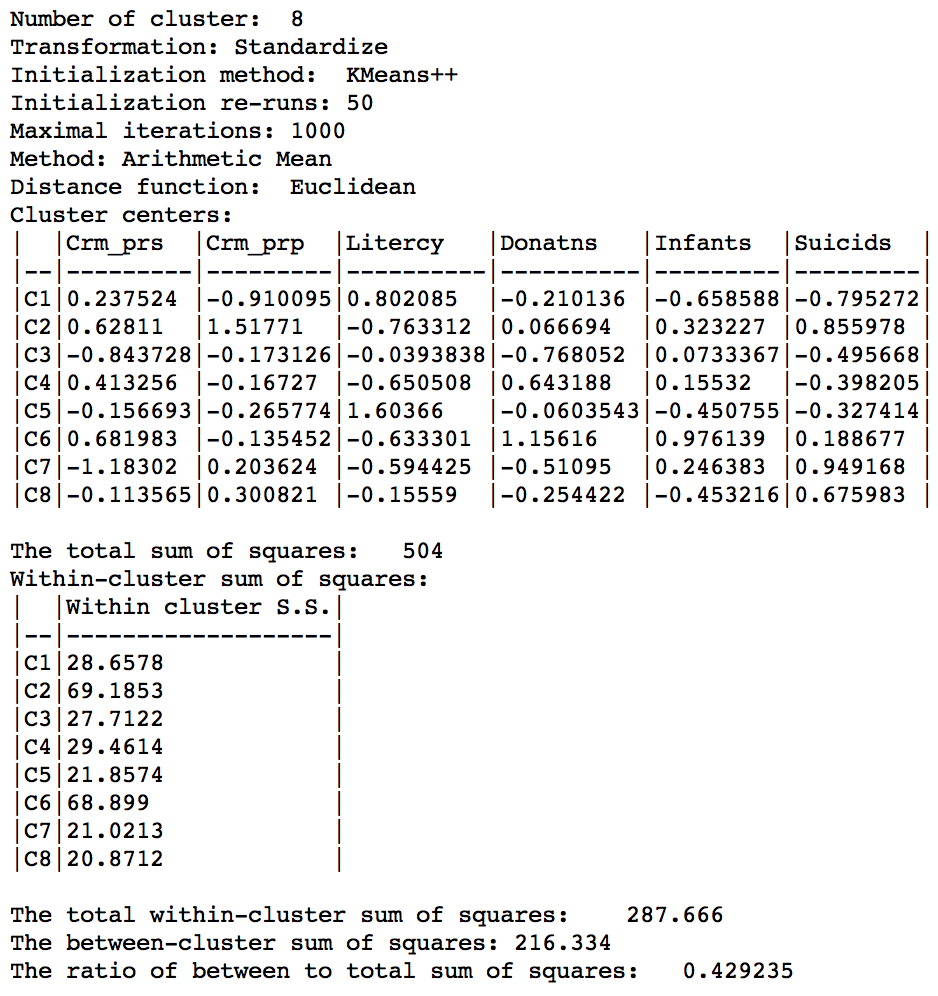 Number of cluster:  8
Transformation: Standardize
Initialization method:  KMeans++
Initialization re-runs: 50
Maximal iterations: 1000
Method: Arithmetic Mean
Distance function:  Euclidean
Cluster centers:
|  |Crm_prs  |Crm_prp  |Litercy   |Donatns   |Infants  |Suicids  |
|--|---------|---------|----------|----------|---------|---------|
|C1|0.237524 |-0.910095|0.802085  |-0.210136 |-0.658588|-0.795272|
|C2|0.62811  |1.51771  |-0.763312 |0.066694  |0.323227 |0.855978 |
|C3|-0.843728|-0.173126|-0.0393838|-0.768052 |0.0733367|-0.495668|
|C4|0.413256 |-0.16727 |-0.650508 |0.643188  |0.15532  |-0.398205|
|C5|-0.156693|-0.265774|1.60366   |-0.0603543|-0.450755|-0.327414|
|C6|0.681983 |-0.135452|-0.633301 |1.15616   |0.976139 |0.188677 |
|C7|-1.18302 |0.203624 |-0.594425 |-0.51095  |0.246383 |0.949168 |
|C8|-0.113565|0.300821 |-0.15559  |-0.254422 |-0.453216|0.675983 |
The total sum of squares:   504
Within-cluster sum of squares:
|  |Within cluster S.S.|
|--|-------------------|
|C1|28.6578            |
|C2|69.1853            |
|C3|27.7122            |
|C4|29.4614            |
|C5|21.8574            |
|C6|68.899             |
|C7|21.0213            |
|C8|20.8712            |
The total within-cluster sum of squares:    287.666
The between-cluster sum of squares: 216.334
The ratio of between to total sum of squares:   0.429235